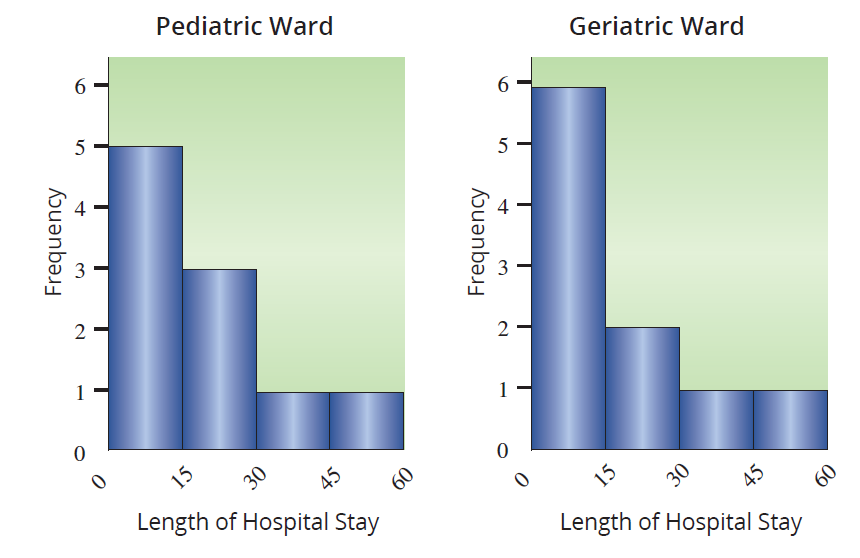 Pediatric Ward
6
5
4
3
2
1
0
Frequency
0 15 30 45 60
Length of Hospital Stay
Geriatric Ward
6
5
4
3
2
1
0
Frequency
0 15 30 45 60
Length of Hospital Stay